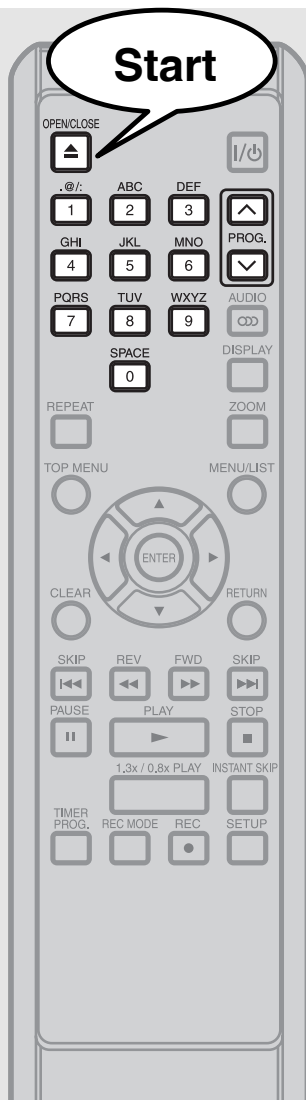 Start
OPEN/CLOSE
I/
.@/: ABC DEF
1 2 3
PROG.
GHI JKL MNO
4 5 6
PQRS TUV WXYZ AUDIO
7 8 9
SPACE DISPLAY
0
REPEAT ZOOM
TOP MENU MENU/LIST
ENTER
CLEAR RETURN
SKIP REV FWD SKIP
PAUSE PLAY STOP
1.3x / 0.8x PLAY INSTANT SKIP
TIMER
PROG. REC MODE REC SETUP